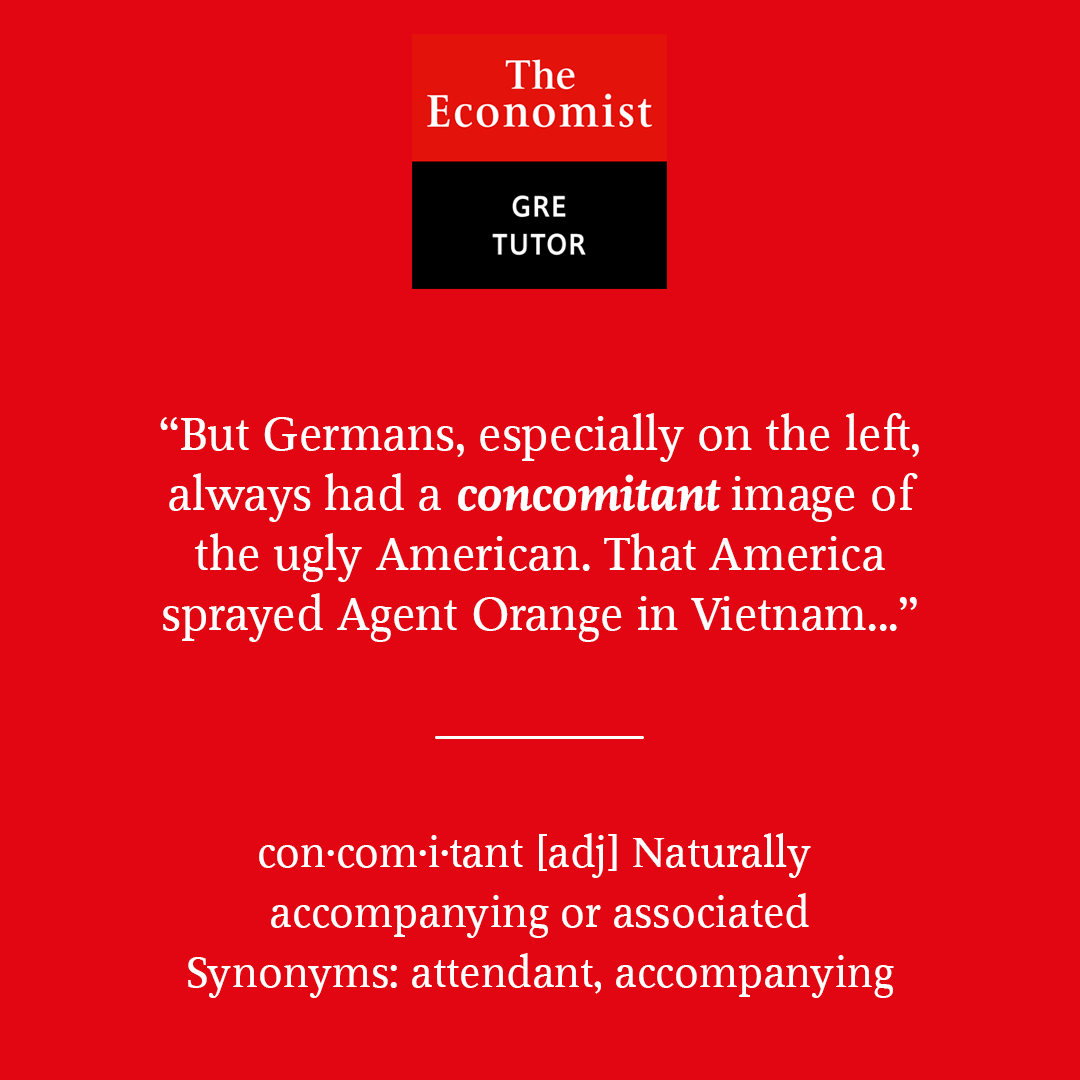 The
Economist
GRE
TUTOR
“But Germans, especially on the left,
always had a concomitant image of
the ugly American. That America
sprayed Agent Orange in Vietnam...”
con·com·i·tant [adj] Naturally
accompanying or associated
Synonyms: attendant, accompanying